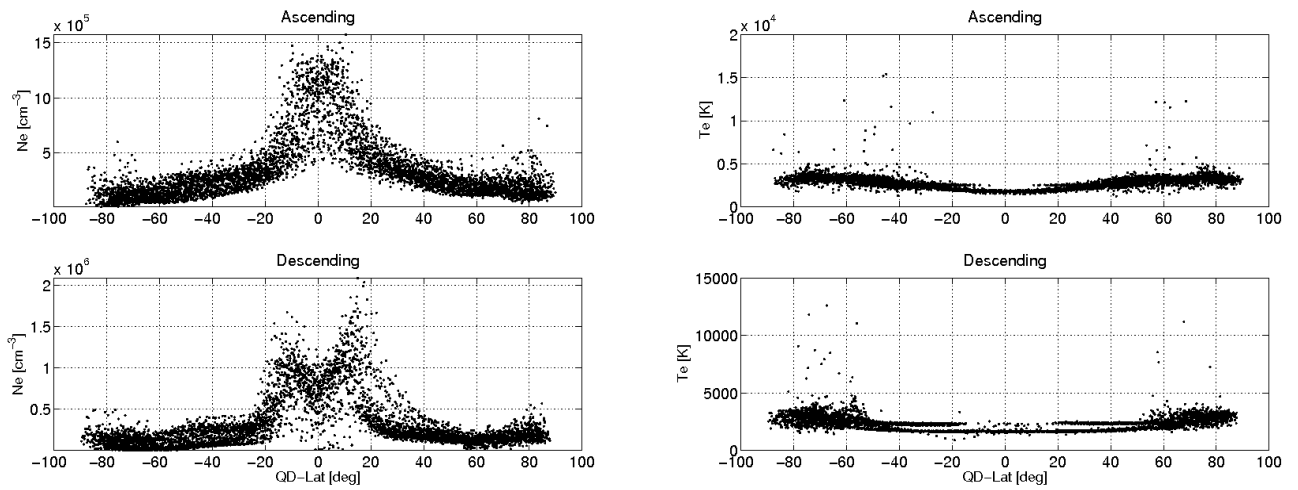 Ascending
x 10^5
15
10
5
Ne [cm^-3]
-100 -80 -60 -40 -20 0 20 40 60 80 100
Ascending
x 10^4
2
1.5
1
0.5
0
Te [K]
-100 -80 -60 -40 -20 0 20 40 60 80 100
Descending
x 10^6
2
1.5
1
0.5
Ne [cm^-3]
-100 -80 -60 -40 -20 0 20 40 60 80 100
QD-Lat [deg]
Descending
15000
10000
5000
0
Te [K]
-100 -80 -60 -40 -20 0 20 40 60 80 100
QD-Lat [deg]